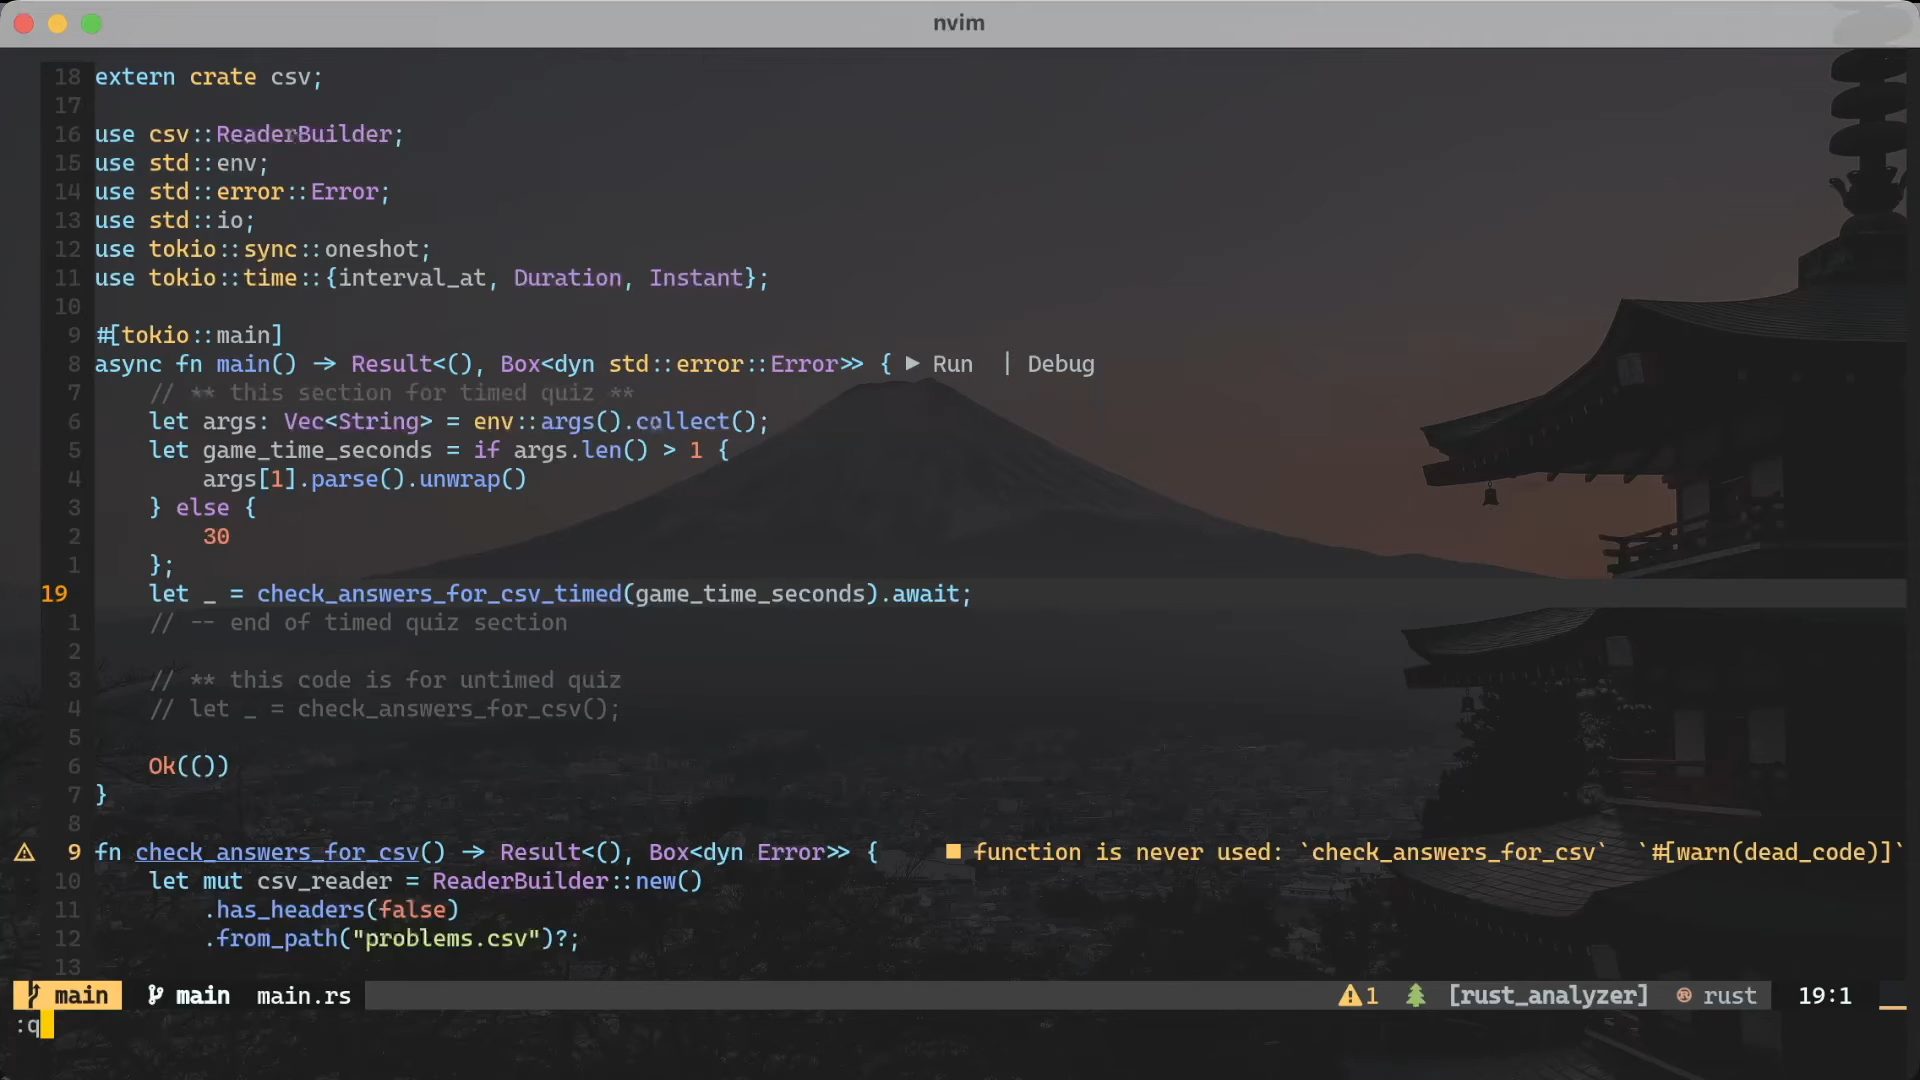 nvim
18 extern crate csv;
17
16 use csv::ReaderBuilder;
15 use std::env;
14 use std::error::Error;
13 use std::io;
12 use tokio::sync::oneshot;
11 use tokio::time::{interval_at, Duration, Instant};
10
9 #[tokio::main]
8 async fn main() -> Result<(), Box<dyn std::error::Error>> { ▶ Run | Debug
7 // ** this section for timed quiz **
6 let args: Vec<String> = env::args().collect();
5 let game_time_seconds = if args.len() > 1 {
4 args[1].parse().unwrap()
3 } else {
2 30
1 };
19 let _ = check_answers_for_csv_timed(game_time_seconds).await;
1 // -- end of timed quiz section
2
3 // ** this code is for untimed quiz
4 // let _ = check_answers_for_csv();
5
6 Ok(())
7 }
8
9 fn check_answers_for_csv() -> Result<(), Box<dyn Error>> { ■ function is never used: `check_answers_for_csv` `#[warn(dead_code)]`
10 let mut csv_reader = ReaderBuilder::new()
11 .has_headers(false)
12 .from_path("problems.csv")?;
13
main main main.rs 1 [rust_analyzer] rust 19:1
:q